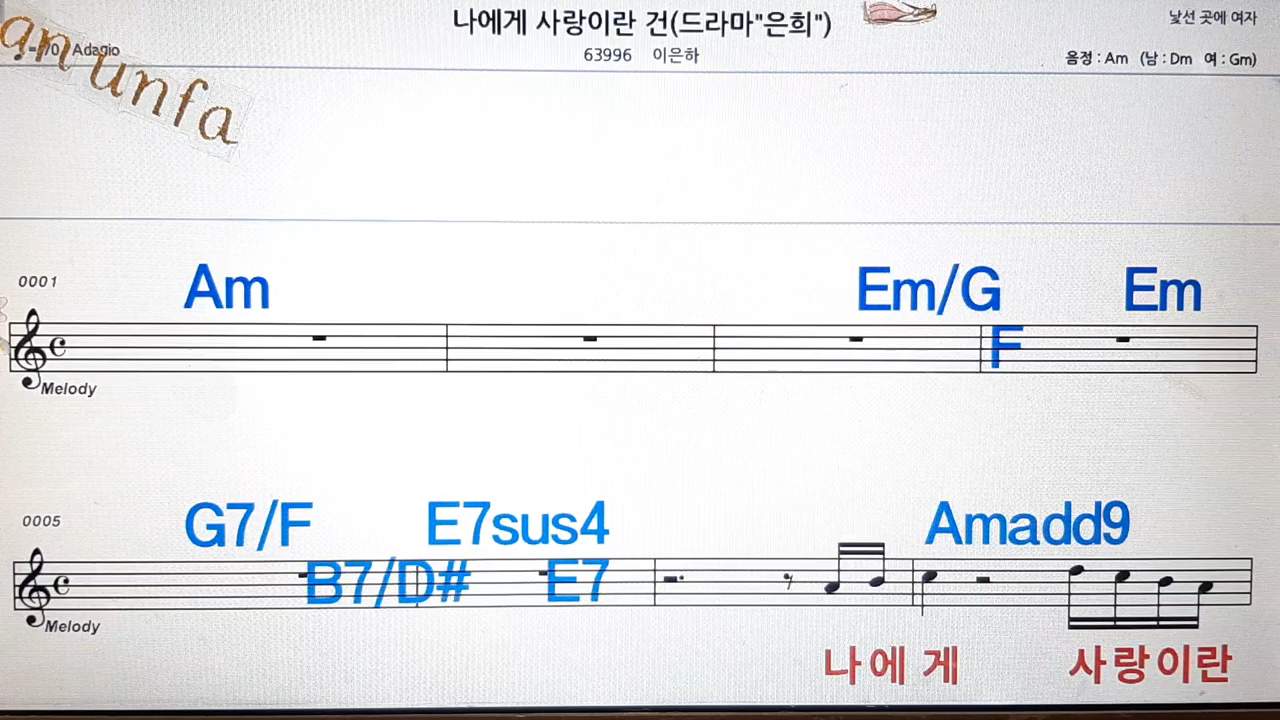 나에게 사랑이란 건(드라마"은희")
낯선 곳에 여자
an unfa
Adagio
63996 이은하
음정 : Am (남 : Dm 여 : Gm)
0001
Am Em/G Em
F
Melody
0005
G7/F E7sus4 Amadd9
B7/D# E7
Melody
나 에 게 사랑이란